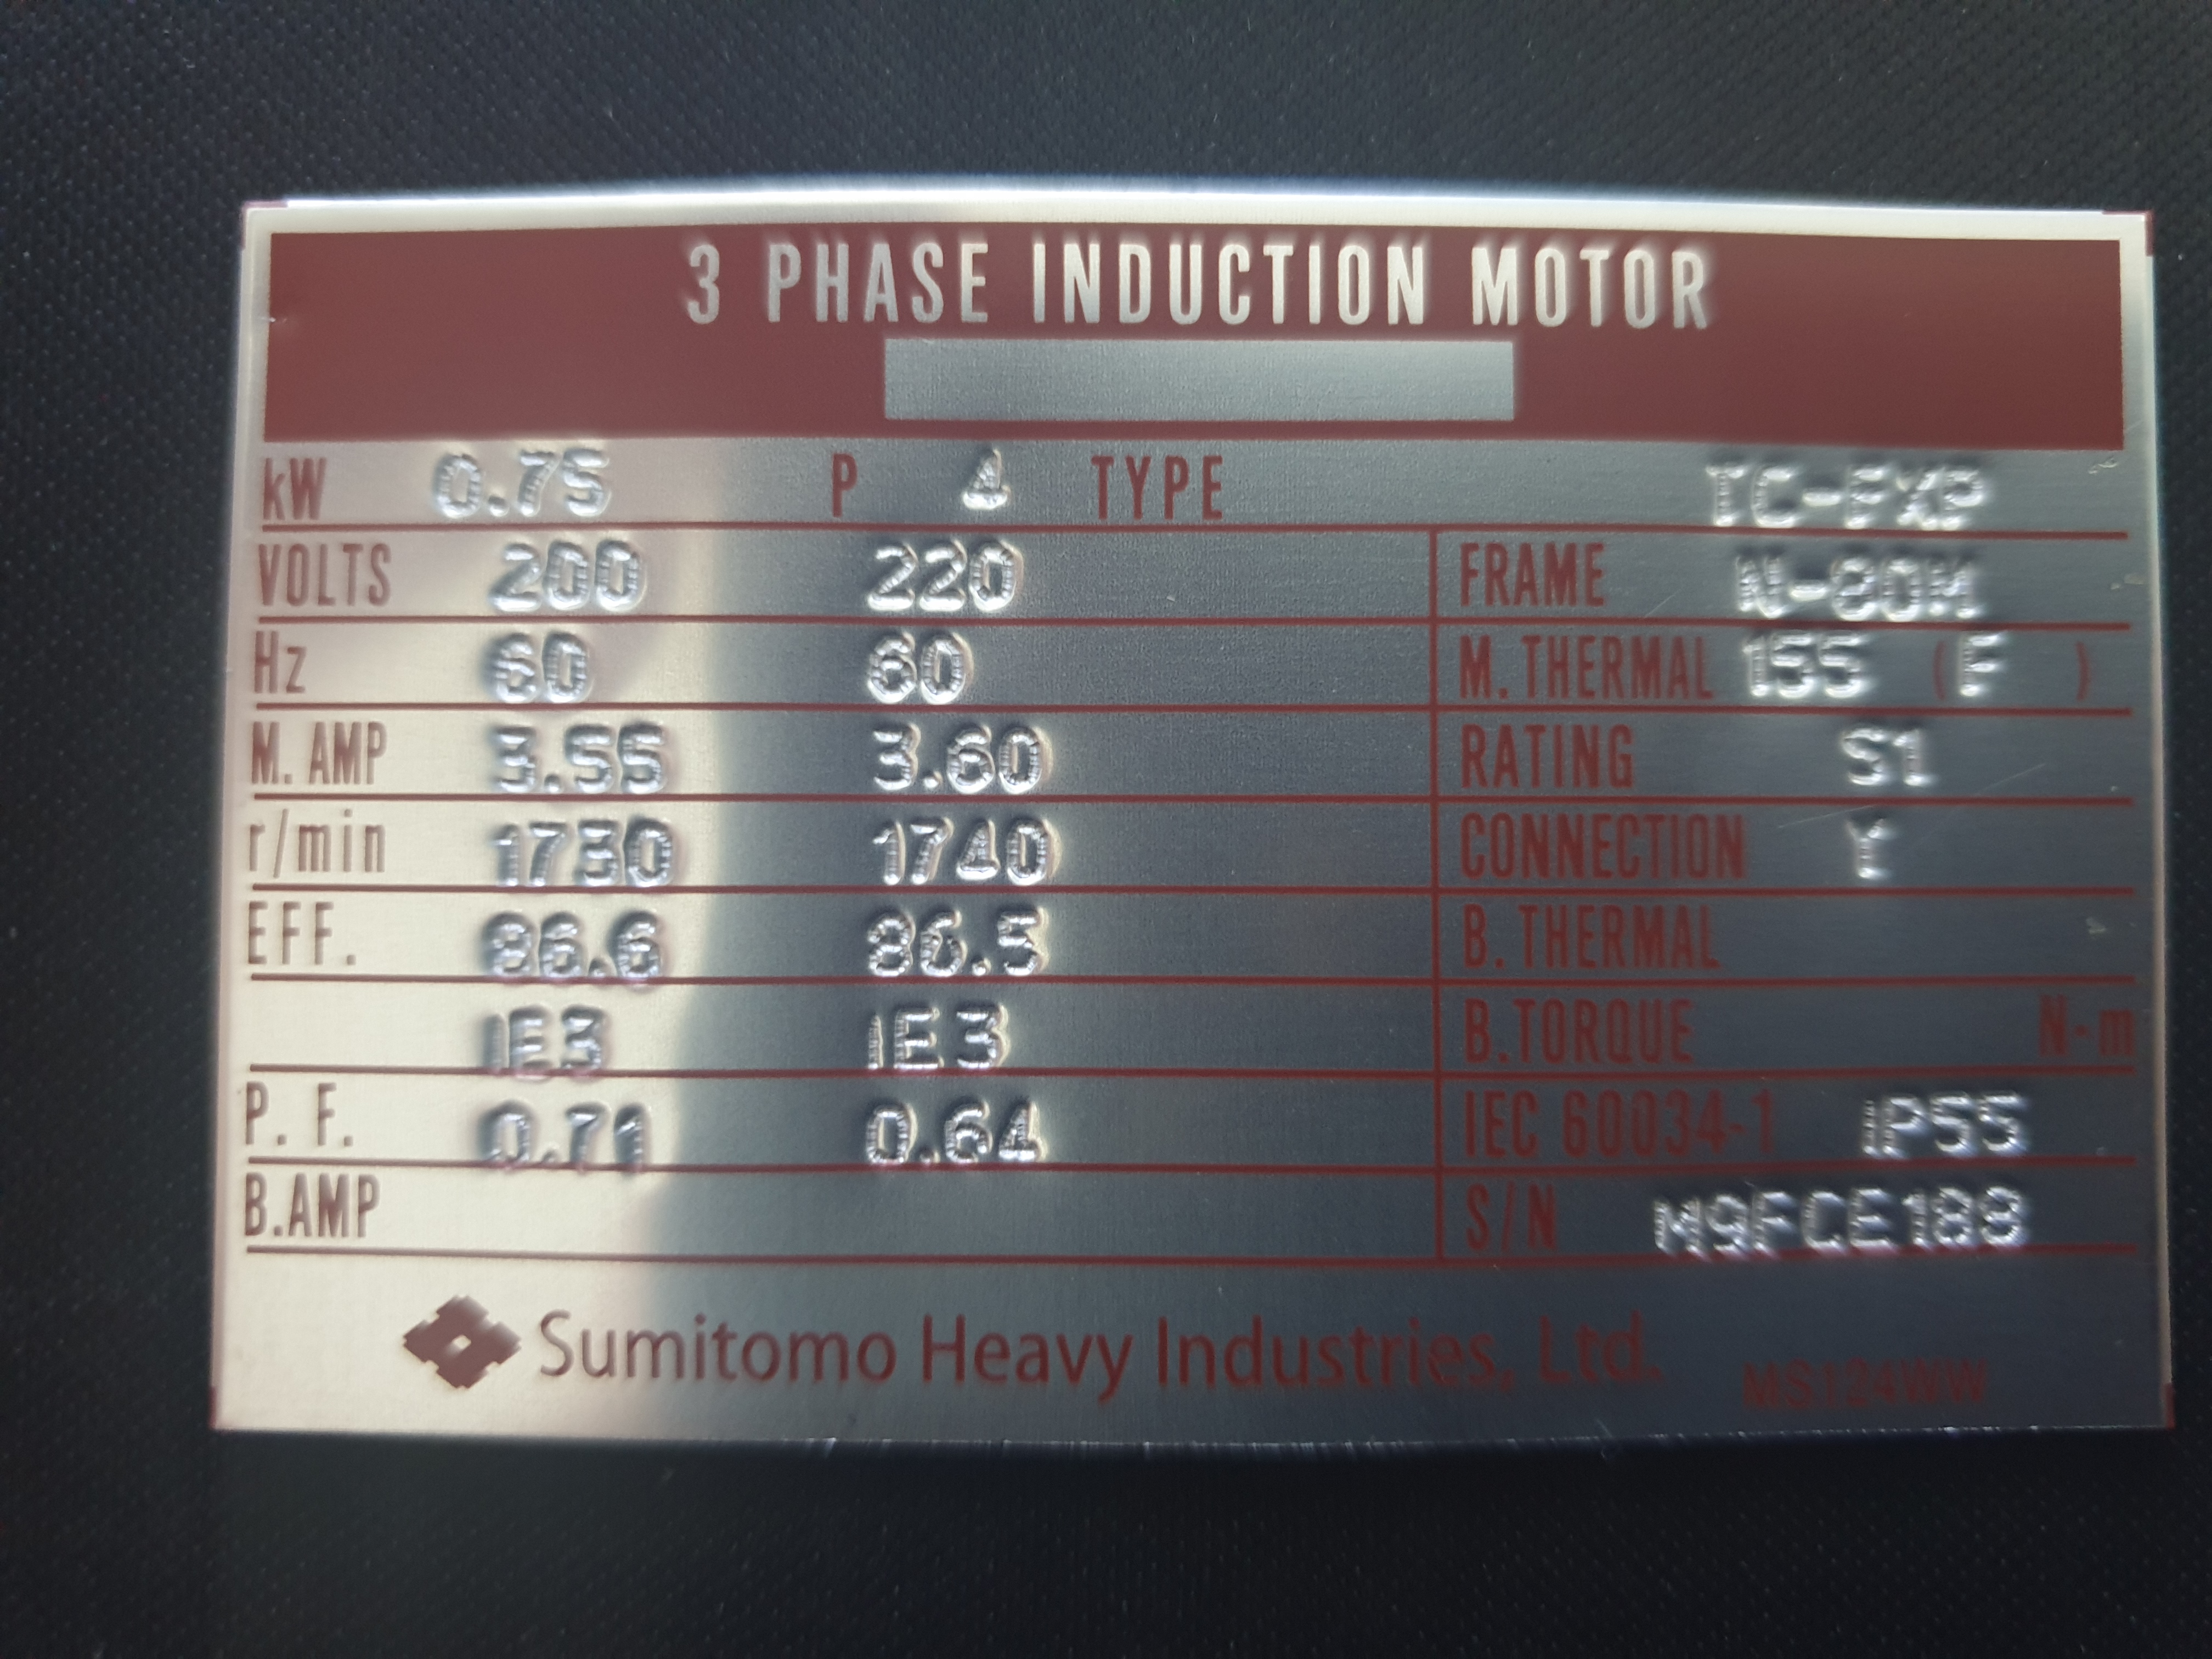 3 PHASE INDUCTION MOTOR
kW 0.75 P 4 TYPE TC-FXP
VOLTS 200 220 FRAME N-80M
Hz 60 60 M. THERMAL 155 (F )
M. AMP 3.55 3.60 RATING S1
r/min 1730 1740 CONNECTION Y
EFF. 86.6 86.5 B. THERMAL
IE3 IE3 B.TORQUE N·m
P. F. 0.71 0.64 IEC 60034-1 IP55
B.AMP S/N M9FCE188
Sumitomo Heavy Industries, Ltd. MS124WW